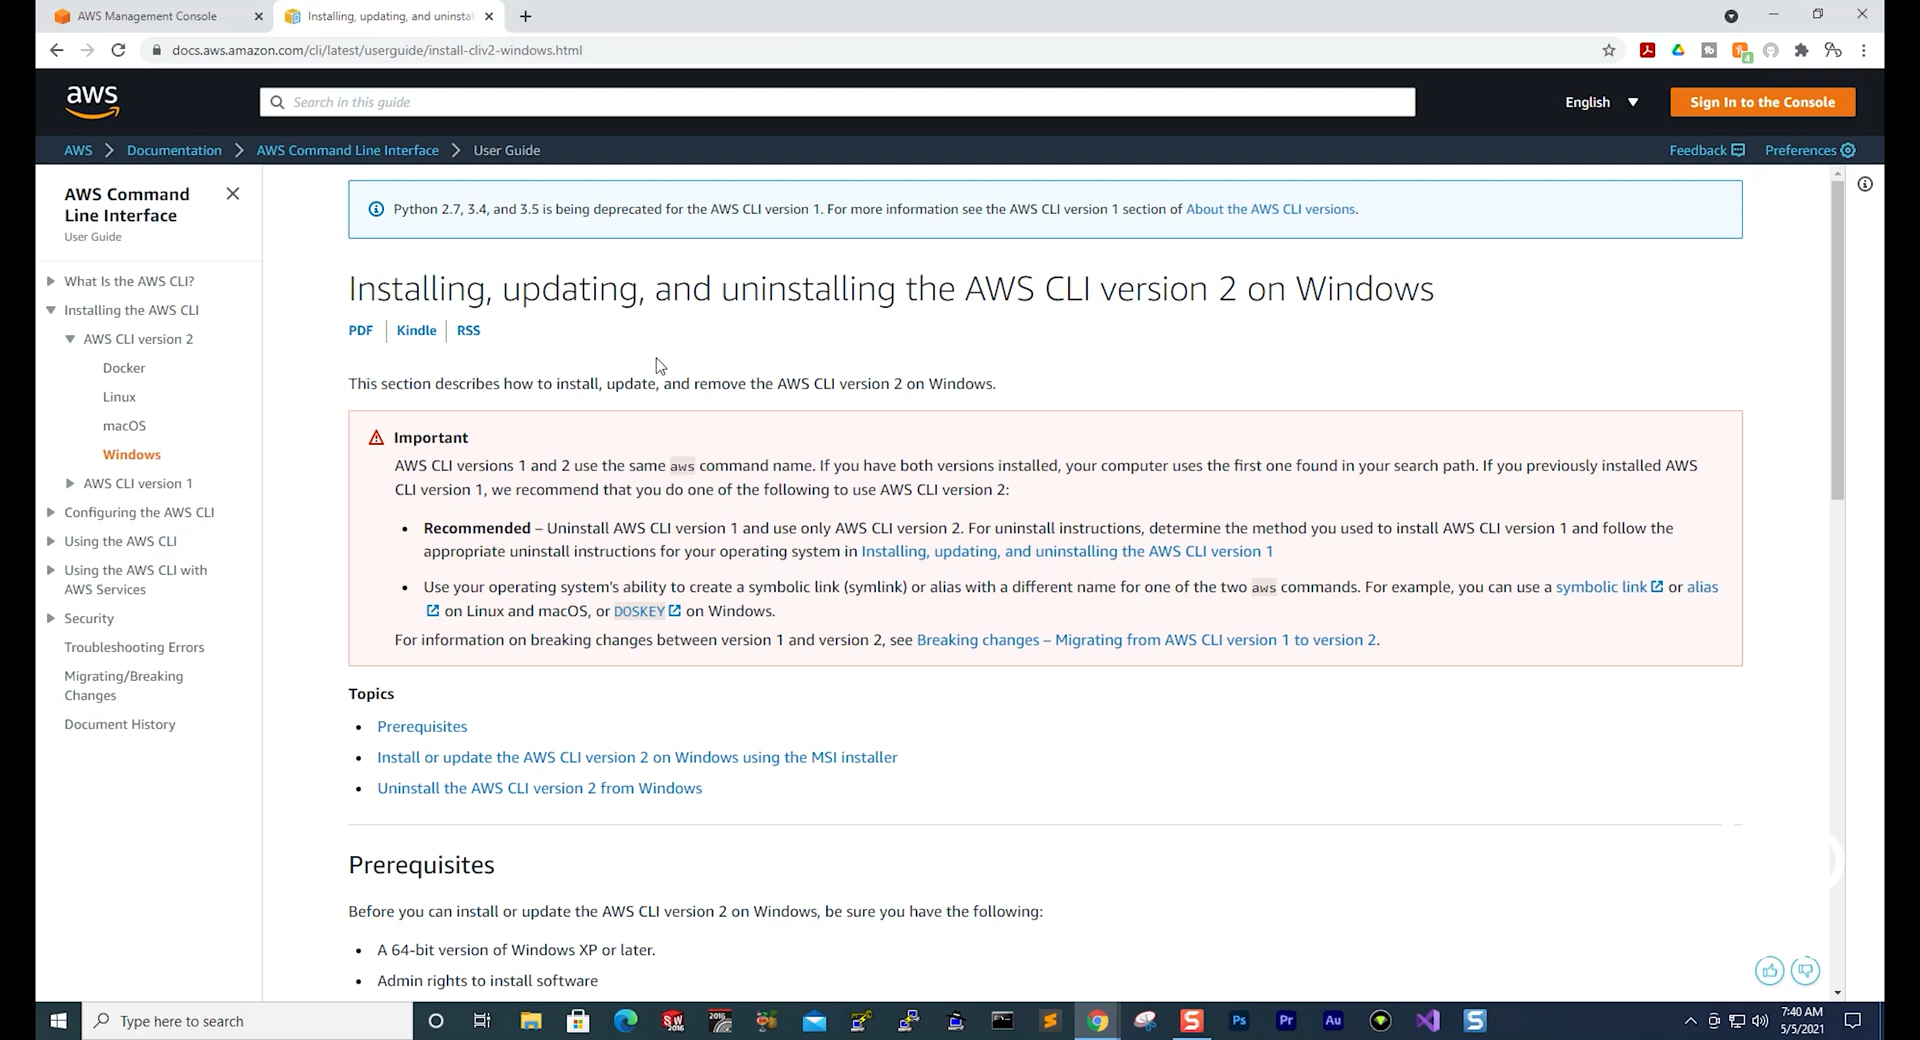 AWS Management Console
Installing, updating, and uninsta
docs.aws.amazon.com/cli/latest/userguide/install-cliv2-windows.html
4
aws
Search in this guide
English
Sign In to the Console
AWS
Documentation
AWS Command Line Interface
User Guide
Feedback
Preferences
AWS Command
Line Interface
User Guide
What Is the AWS CLI?
Installing the AWS CLI
AWS CLI version 2
Docker
Linux
macOS
Windows
AWS CLI version 1
Configuring the AWS CLI
Using the AWS CLI
Using the AWS CLI with
AWS Services
Security
Troubleshooting Errors
Migrating/Breaking
Changes
Document History
Python 2.7, 3.4, and 3.5 is being deprecated for the AWS CLI version 1. For more information see the AWS CLI version 1 section of About the AWS CLI versions.
Installing, updating, and uninstalling the AWS CLI version 2 on Windows
PDF
Kindle
RSS
This section describes how to install, update, and remove the AWS CLI version 2 on Windows.
Important
AWS CLI versions 1 and 2 use the same aws command name. If you have both versions installed, your computer uses the first one found in your search path. If you previously installed AWS
CLI version 1, we recommend that you do one of the following to use AWS CLI version 2:
• Recommended – Uninstall AWS CLI version 1 and use only AWS CLI version 2. For uninstall instructions, determine the method you used to install AWS CLI version 1 and follow the
appropriate uninstall instructions for your operating system in Installing, updating, and uninstalling the AWS CLI version 1
• Use your operating system's ability to create a symbolic link (symlink) or alias with a different name for one of the two aws commands. For example, you can use a symbolic link or alias
on Linux and macOS, or DOSKEY on Windows.
For information on breaking changes between version 1 and version 2, see Breaking changes – Migrating from AWS CLI version 1 to version 2.
Topics
• Prerequisites
• Install or update the AWS CLI version 2 on Windows using the MSI installer
• Uninstall the AWS CLI version 2 from Windows
Prerequisites
Before you can install or update the AWS CLI version 2 on Windows, be sure you have the following:
• A 64-bit version of Windows XP or later.
• Admin rights to install software
Type here to search
SW
2016
2016
S
Ps
Pr
Au
S
7:40 AM
5/5/2021